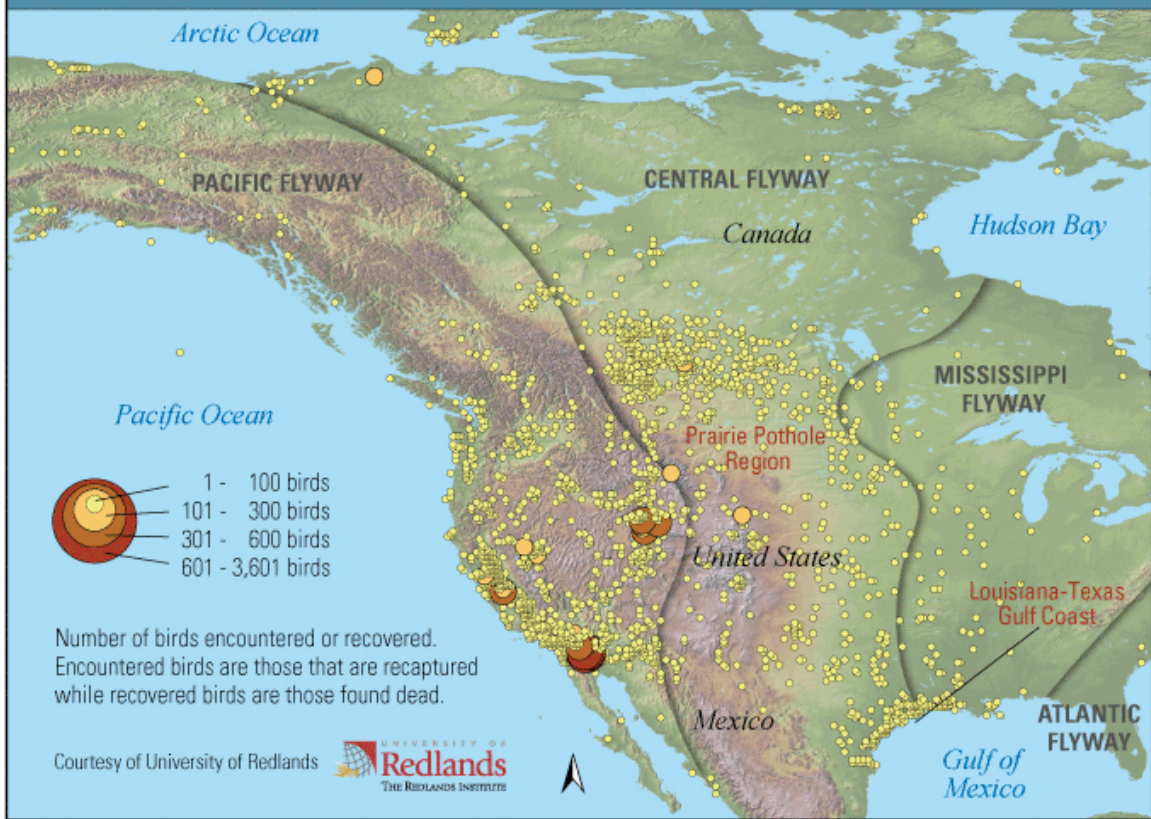 Arctic Ocean
PACIFIC FLYWAY
CENTRAL FLYWAY
Canada
Hudson Bay
MISSISSIPPI
FLYWAY
Pacific Ocean
Prairie Pothole
Region
1 - 100 birds
101 - 300 birds
301 - 600 birds
601 - 3,601 birds
United States
Louisiana-Texas
Gulf Coast
Number of birds encountered or recovered.
Encountered birds are those that are recaptured
while recovered birds are those found dead.
Mexico
ATLANTIC
FLYWAY
Gulf of
Mexico
Courtesy of University of Redlands
UNIVERSITY OF
Redlands
THE REDLANDS INSTITUTE